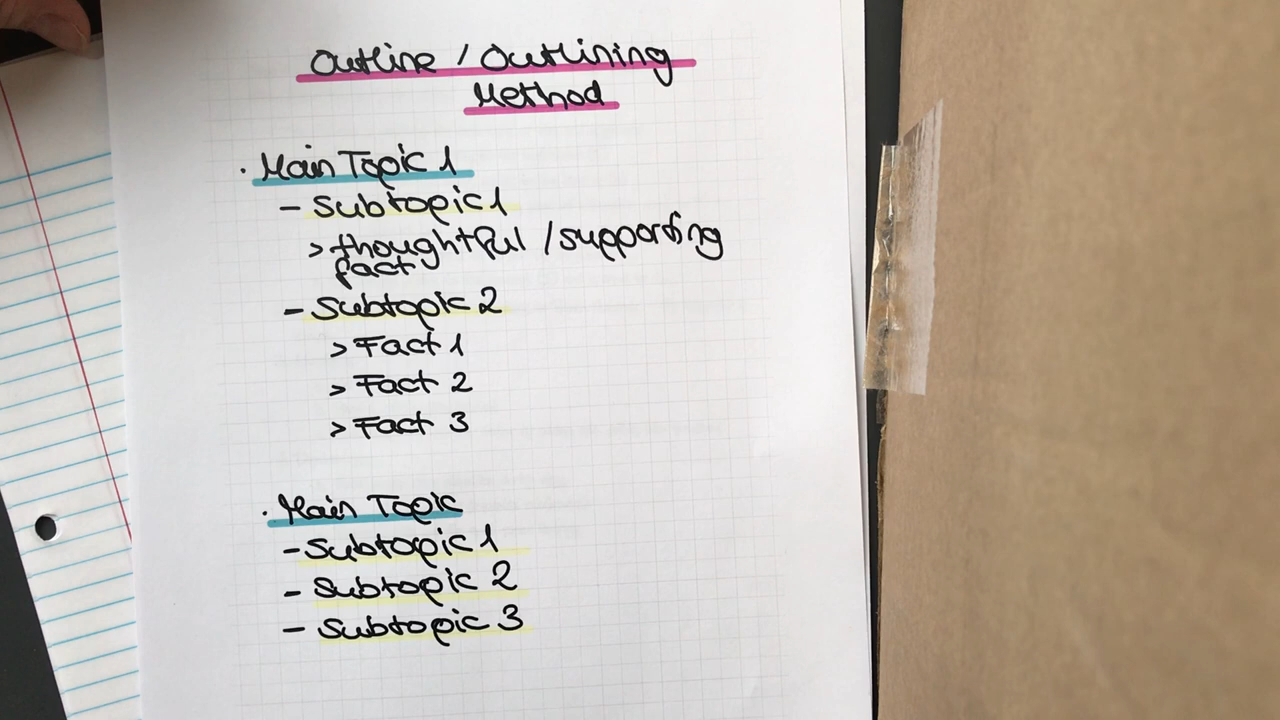 Outline / Outlining
Method
· Main Topic 1
- Subtopic 1
> thoughtful / supporting
fact
- Subtopic 2
> Fact 1
> Fact 2
> Fact 3
· Main Topic
- Subtopic 1
- Subtopic 2
- Subtopic 3